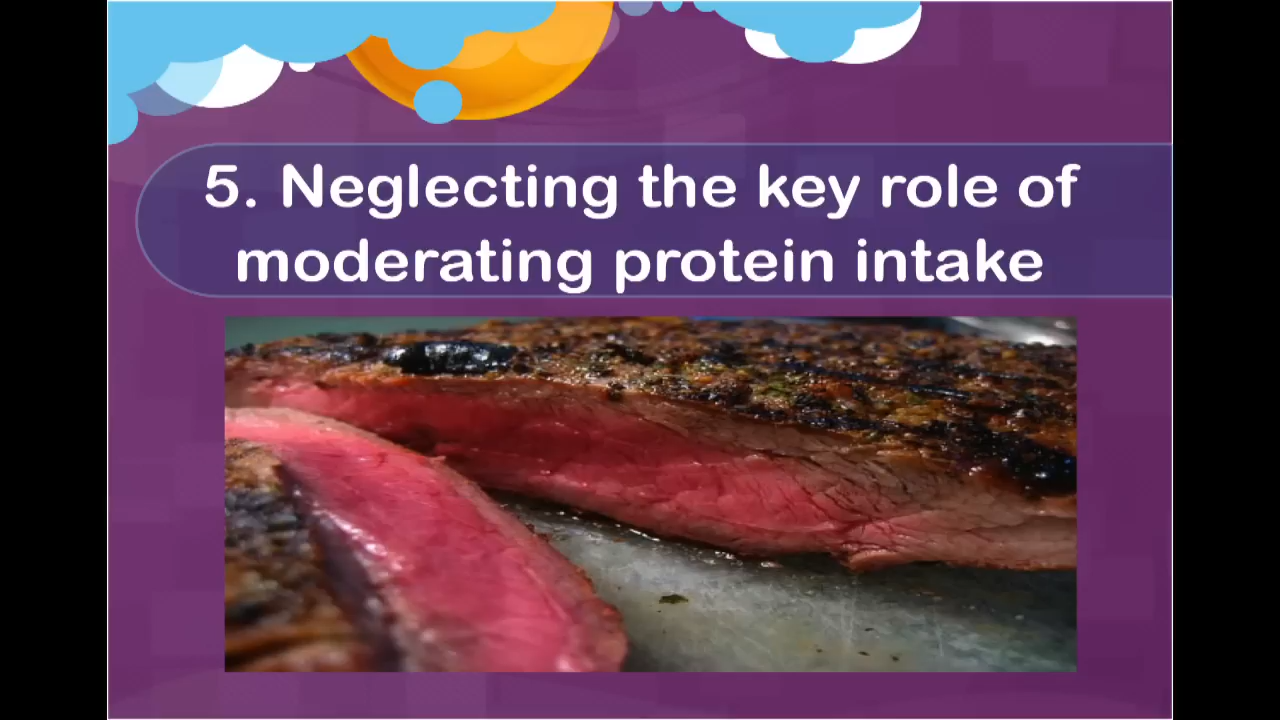 5. Neglecting the key role of
moderating protein intake